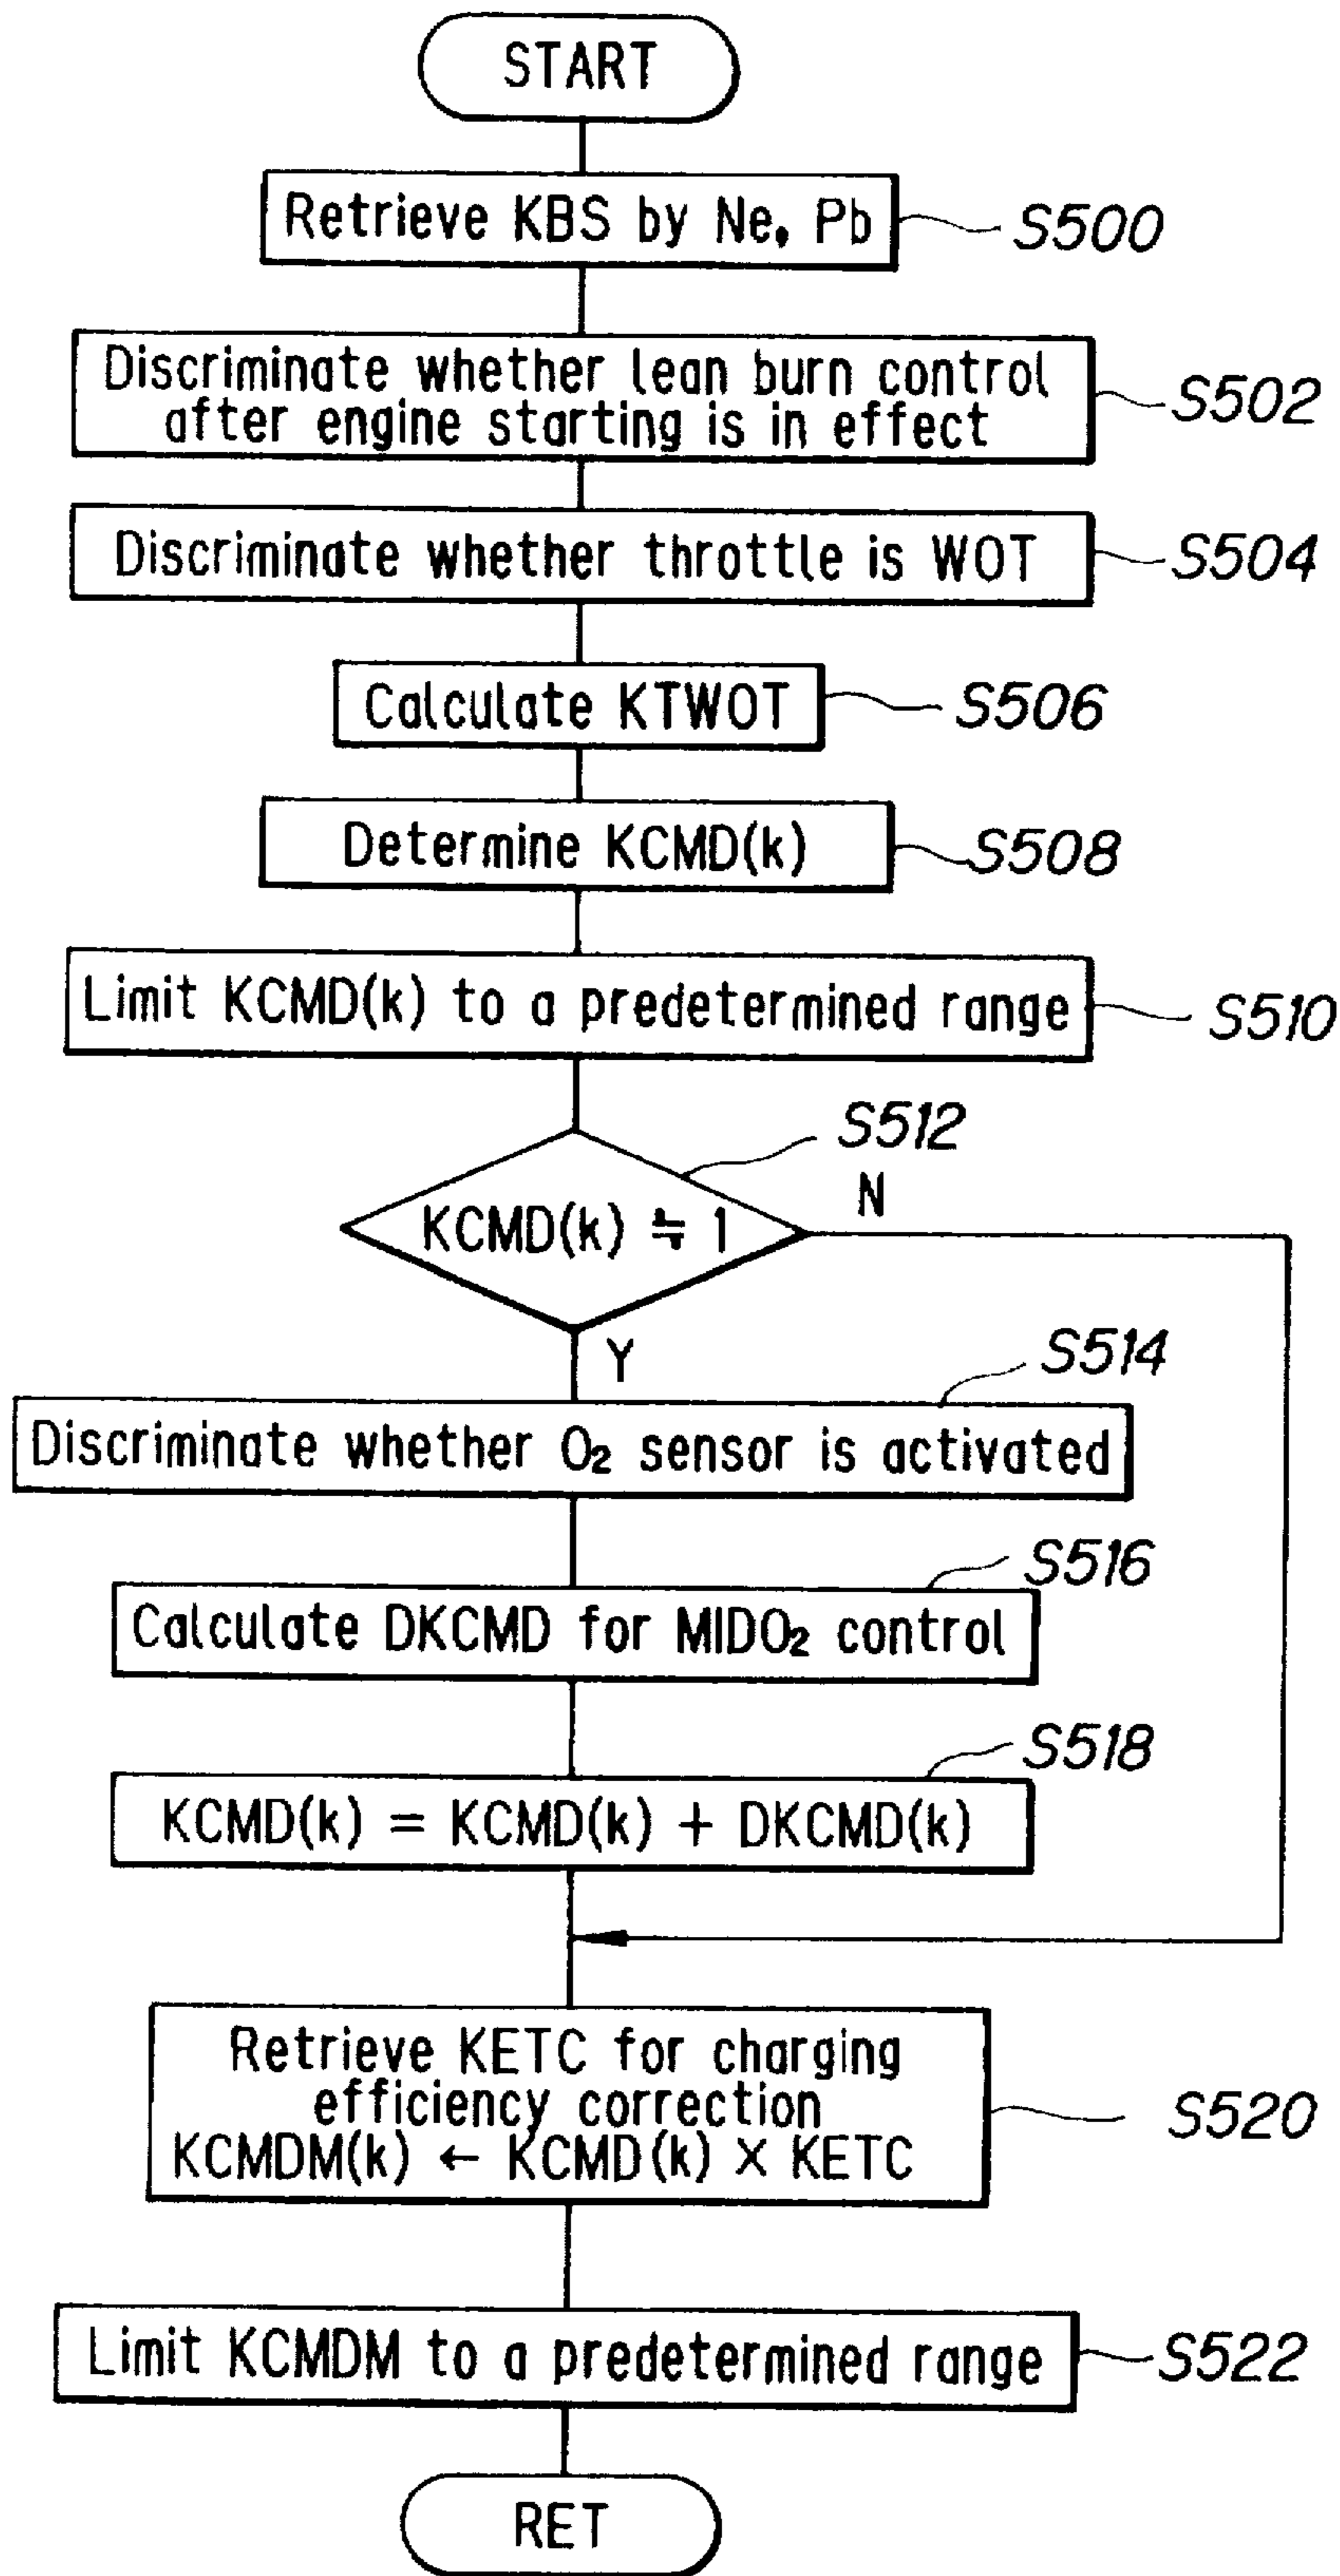 START
Retrieve KBS by Ne, Pb
S500
Discriminate whether lean burn control
after engine starting is in effect
S502
Discriminate whether throttle is WOT
S504
Calculate KTWOT
S506
Determine KCMD(k)
S508
Limit KCMD(k) to a predetermined range
S510
S512
KCMD(k) ≒ 1
N
Y
S514
Discriminate whether O₂ sensor is activated
S516
Calculate DKCMD for MIDO₂ control
S518
KCMD(k) = KCMD(k) + DKCMD(k)
Retrieve KETC for charging
efficiency correction
KCMDM(k) ← KCMD(k) × KETC
S520
Limit KCMDM to a predetermined range
S522
RET